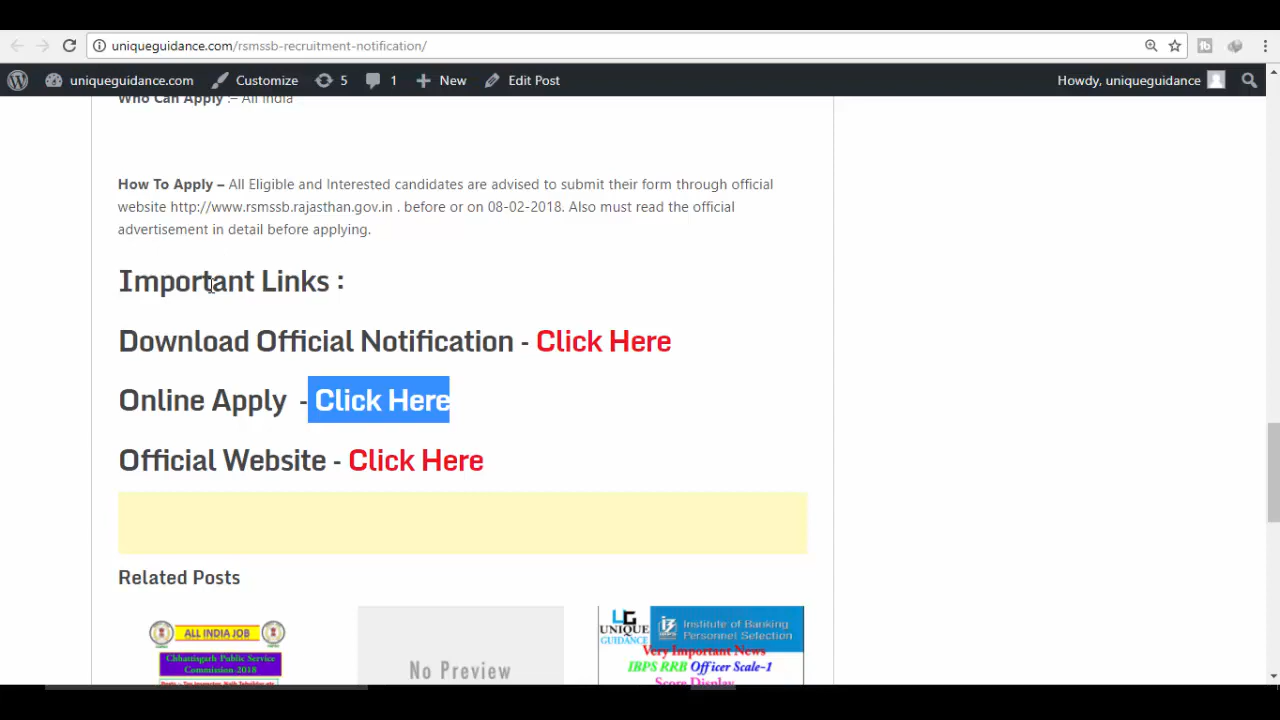 uniqueguidance.com/rsmssb-recruitment-notification/
uniqueguidance.com Customize 5 1 New Edit Post Howdy, uniqueguidance
Who Can Apply :– All India
How To Apply – All Eligible and Interested candidates are advised to submit their form through official
website http://www.rsmssb.rajasthan.gov.in . before or on 08-02-2018. Also must read the official
advertisement in detail before applying.
Important Links :
Download Official Notification - Click Here
Online Apply - Click Here
Official Website - Click Here
Related Posts
ALL INDIA JOB
Chhattisgarh Public Service
Commission-2018
No Preview
UG
UNIQUE
GUIDANCE
Institute of Banking
Personnel Selection
Very Important News
IBPS RRB Officer Scale-1
Score Display